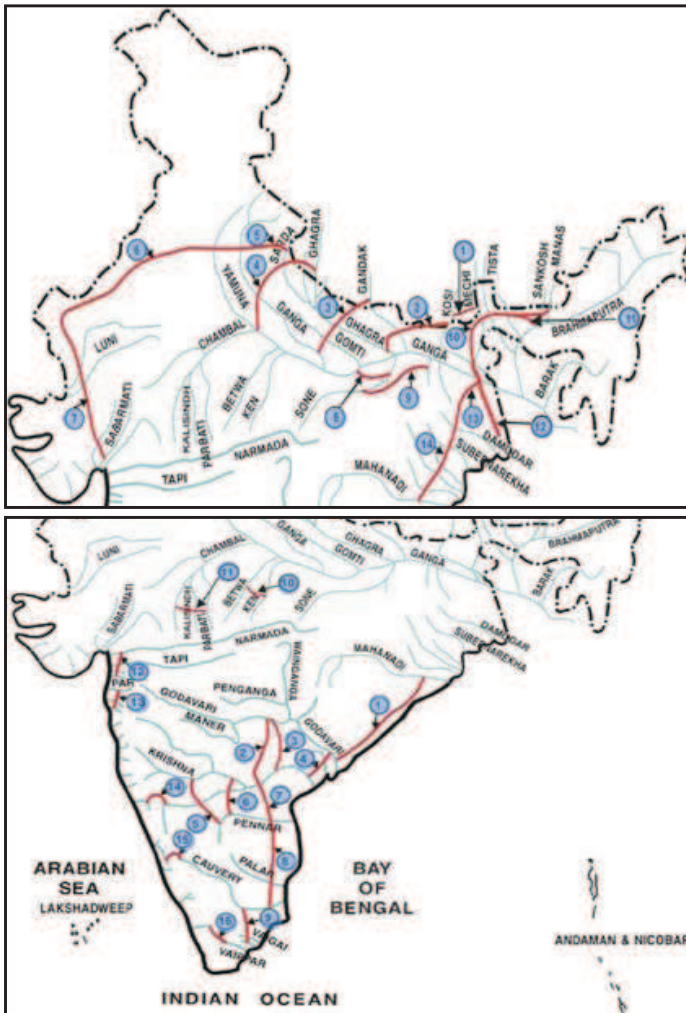 1
5
6
SARDA
GHAGRA
TISTA
SANKOSH
MANAS
4
MECHI
KOSI
GANDAK
YAMUNA
3
2
GHAGRA
GANGA
GOMTI
10
GANGA
BRAHMAPUTRA
11
LUNI
CHAMBAL
BARAK
7
SABARMATI
KALISINDH
PARBATI
BETWA
KEN
SONE
8
9
13
12
14
DAMODAR
NARMADA
TAPI
MAHANADI
LUNI
CHAMBAL
GANGA
GOMTI
GHAGRA
GANGA
BRAHMAPUTRA
11
10
BETWA
KEN
SONE
BARAK
KALISINDH
PARBATI
SABARMATI
DAMODAR
NARMADA
12
TAPI
WAINGANGA
MAHANADI
PAR
PENGANGA
13
GODAVARI
MANER
1
GODAVARI
2
3
4
KRISHNA
14
6
7
5
PENNAR
15
ARABIAN
SEA
LAKSHADWEEP
CAUVERY
PALAR
8
BAY
OF
BENGAL
16
9
VAIGAI
VAIPPAR
ANDAMAN & NICOBAR
INDIAN OCEAN